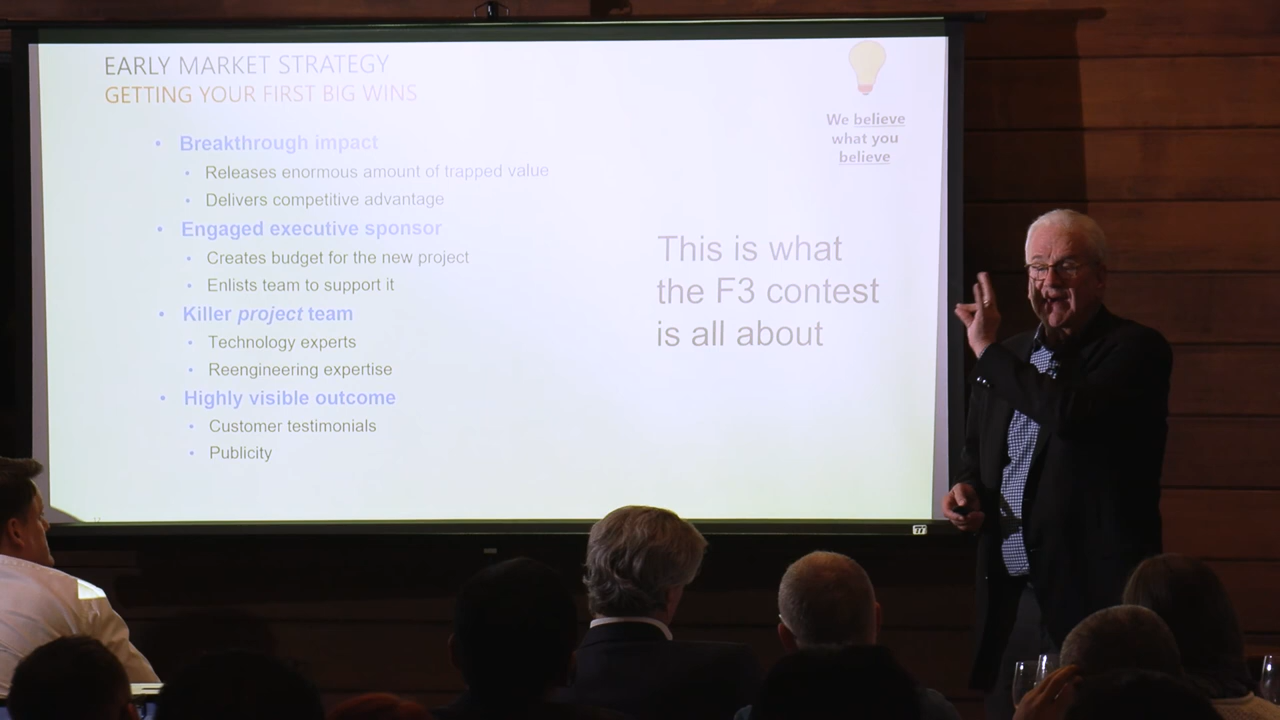 EARLY MARKET STRATEGY
GETTING YOUR FIRST BIG WINS
• Breakthrough impact
• Releases enormous amount of trapped value
• Delivers competitive advantage
• Engaged executive sponsor
• Creates budget for the new project
• Enlists team to support it
• Killer project team
• Technology experts
• Reengineering expertise
• Highly visible outcome
• Customer testimonials
• Publicity
We believe
what you
believe
This is what
the F3 contest
is all about